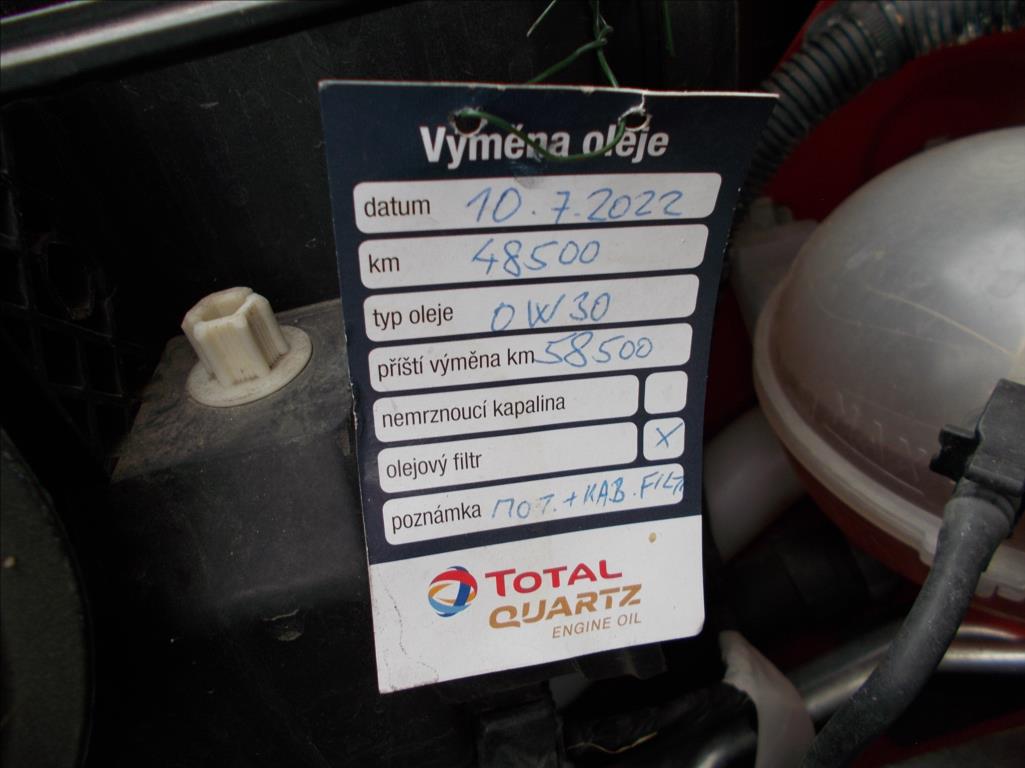 Výměna oleje
datum 10.7.2022
km 48500
typ oleje 0W30
příští výměna km 58500
nemrznoucí kapalina
olejový filtr X
poznámka MOT. + KAB. FILT.
TOTAL
QUARTZ
ENGINE OIL